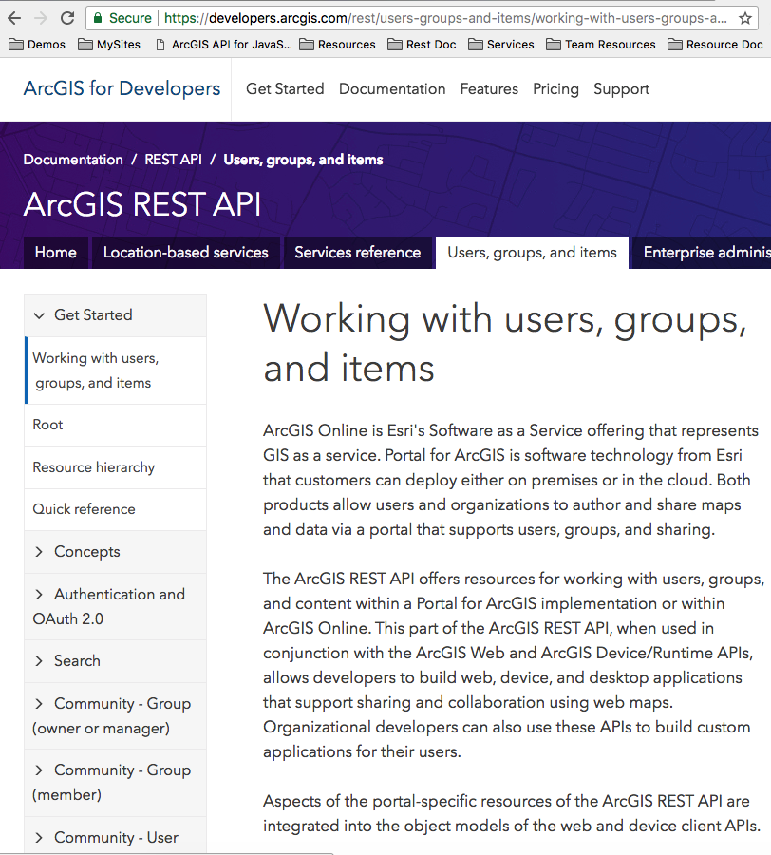 Secure https://developers.arcgis.com/rest/users-groups-and-items/working-with-users-groups-a...
Demos MySites ArcGIS API for JavaS.. Resources Rest Doc Services Team Resources Resource Doc
ArcGIS for Developers Get Started Documentation Features Pricing Support
Documentation / REST API / Users, groups, and items
ArcGIS REST API
Home Location-based services Services reference Users, groups, and items Enterprise adminis
Get Started
Working with users,
groups, and items
Root
Resource hierarchy
Quick reference
Concepts
Authentication and
OAuth 2.0
Search
Community - Group
(owner or manager)
Community - Group
(member)
Community - User
Working with users, groups,
and items
ArcGIS Online is Esri's Software as a Service offering that represents
GIS as a service. Portal for ArcGIS is software technology from Esri
that customers can deploy either on premises or in the cloud. Both
products allow users and organizations to author and share maps
and data via a portal that supports users, groups, and sharing.
The ArcGIS REST API offers resources for working with users, groups,
and content within a Portal for ArcGIS implementation or within
ArcGIS Online. This part of the ArcGIS REST API, when used in
conjunction with the ArcGIS Web and ArcGIS Device/Runtime APIs,
allows developers to build web, device, and desktop applications
that support sharing and collaboration using web maps.
Organizational developers can also use these APIs to build custom
applications for their users.
Aspects of the portal-specific resources of the ArcGIS REST API are
integrated into the object models of the web and device client APIs.